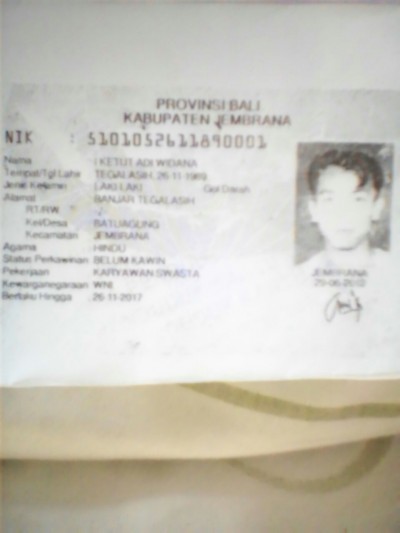 PROVINSI BALI
KABUPATEN JEMBRANA
NIK : 5101052611890001
Nama I KETUT ADI WIDANA
Tempat/Tgl Lahir TEGALASIH, 26-11-1989
Jenis Kelamin LAKI-LAKI Gol Darah
Alamat BANJAR TEGALASIH
RT/RW
Kel/Desa BATUAGUNG
Kecamatan JEMBRANA
Agama HINDU
Status Perkawinan BELUM KAWIN
Pekerjaan KARYAWAN SWASTA
Kewarganegaraan WNI
Berlaku Hingga 26-11-2017
JEMBRANA
29-06-2012